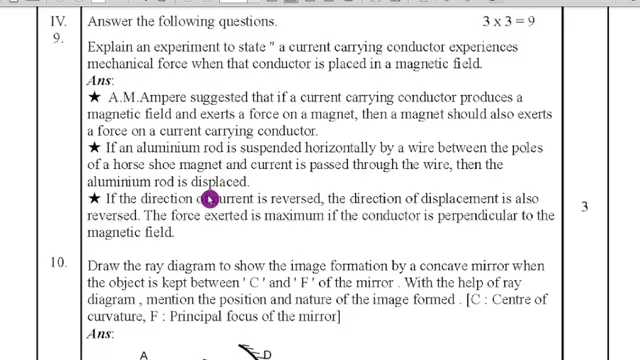 IV. Answer the following questions. 3 x 3 = 9
9. Explain an experiment to state " a current carrying conductor experiences
mechanical force when that conductor is placed in a magnetic field.
Ans:
★ A.M.Ampere suggested that if a current carrying conductor produces a
magnetic field and exerts a force on a magnet, then a magnet should also exerts
a force on a current carrying conductor.
★ If an aluminium rod is suspended horizontally by a wire between the poles
of a horse shoe magnet and current is passed through the wire, then the
aluminium rod is displaced.
★ If the direction of current is reversed, the direction of displacement is also
reversed. The force exerted is maximum if the conductor is perpendicular to the
magnetic field.
3
10. Draw the ray diagram to show the image formation by a concave mirror when
the object is kept between ' C ' and ' F ' of the mirror . With the help of ray
diagram , mention the position and nature of the image formed . [C : Centre of
curvature, F : Principal focus of the mirror]
Ans:
A D